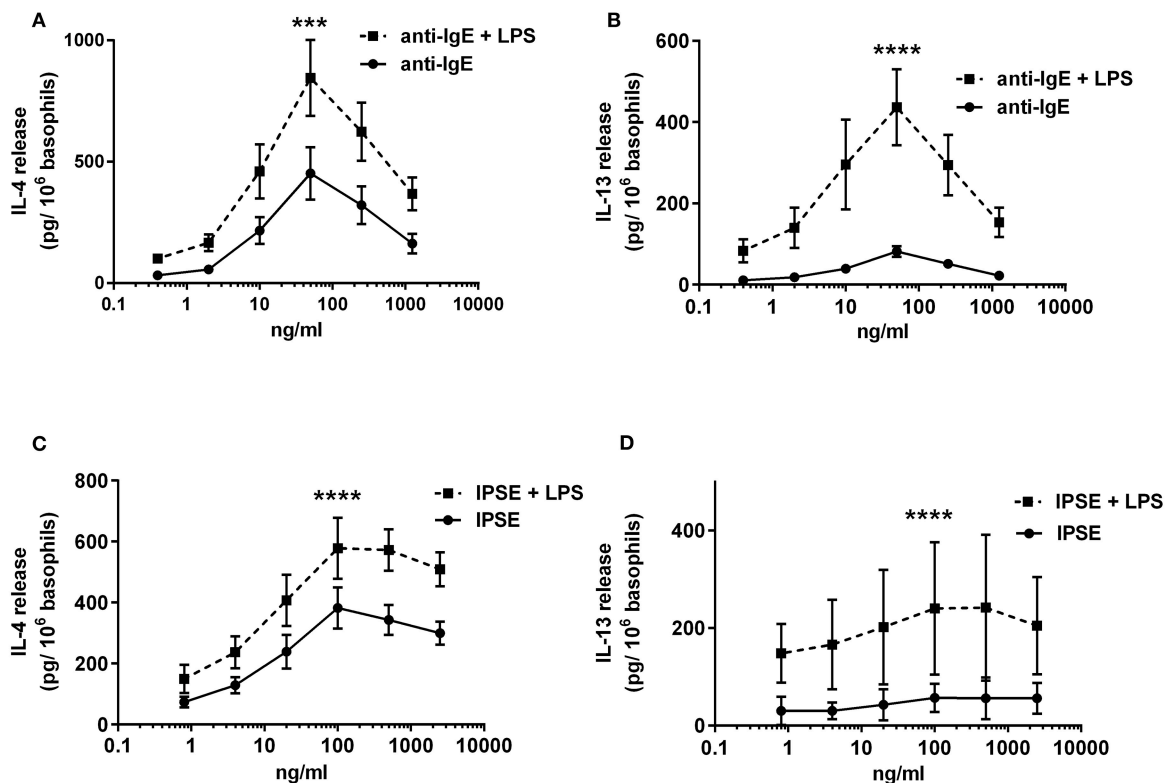 A
***
1000
500
0
IL-4 release
(pg/ 10⁶ basophils)
anti-IgE + LPS
anti-IgE
0.1 1 10 100 1000 10000
ng/ml
B
****
600
400
200
0
IL-13 release
(pg/ 10⁶ basophils)
anti-IgE + LPS
anti-IgE
0.1 1 10 100 1000 10000
ng/ml
C
****
800
600
400
200
0
IL-4 release
(pg/ 10⁶ basophils)
IPSE + LPS
IPSE
0.1 1 10 100 1000 10000
ng/ml
D
****
400
200
0
IL-13 release
(pg/ 10⁶ basophils)
IPSE + LPS
IPSE
0.1 1 10 100 1000 10000
ng/ml